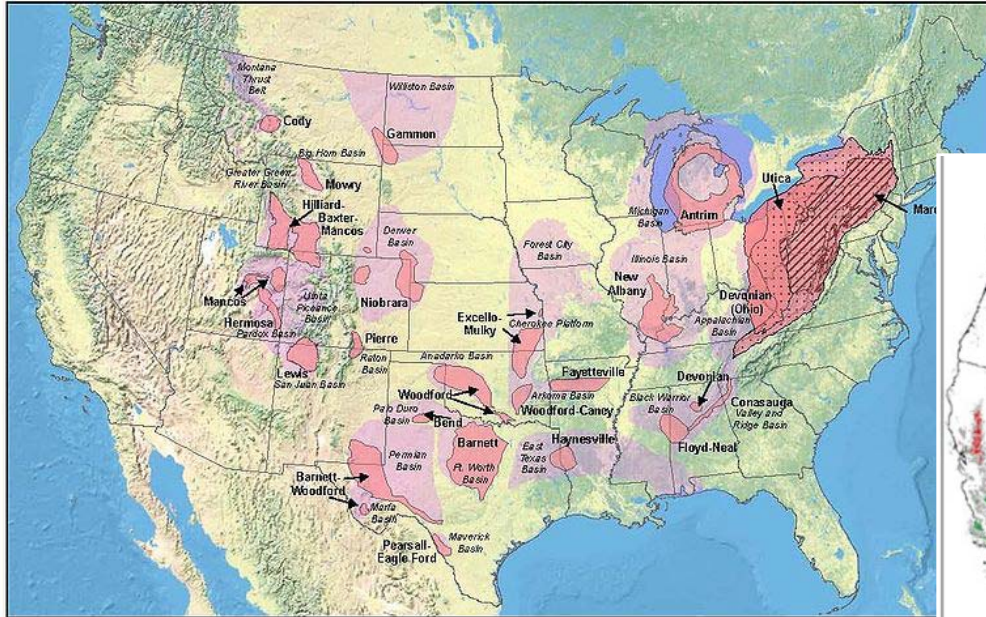 Montana
Thrust
Belt
Williston Basin
Cody
Gammon
Big Horn Basin
Greater Green
River Basin
Mowry
Hilliard-
Baxter-
Mancos
Utica
Antrim
Michigan
Basin
Denver
Basin
Forest City
Basin
Illinois Basin
New
Albany
Mancos
Uinta
Piceance
Basin
Niobrara
Devonian
(Ohio)
Appalachian
Basin
Hermosa
Paradox Basin
Excello-
Mulky
Cherokee Platform
Pierre
Raton
Basin
Anadarko Basin
Lewis
San Juan Basin
Fayetteville
Devonian
Woodford
Arkoma Basin
Woodford-Caney
Black Warrior
Basin
Conasauga
Valley and
Ridge Basin
Palo Duro
Basin
Bend
Barnett
Haynesville
Floyd-Neal
Permian
Basin
Ft. Worth
Basin
East
Texas
Basin
Barnett-
Woodford
Marfa
Basin
Pearsall-
Eagle Ford
Maverick
Basin